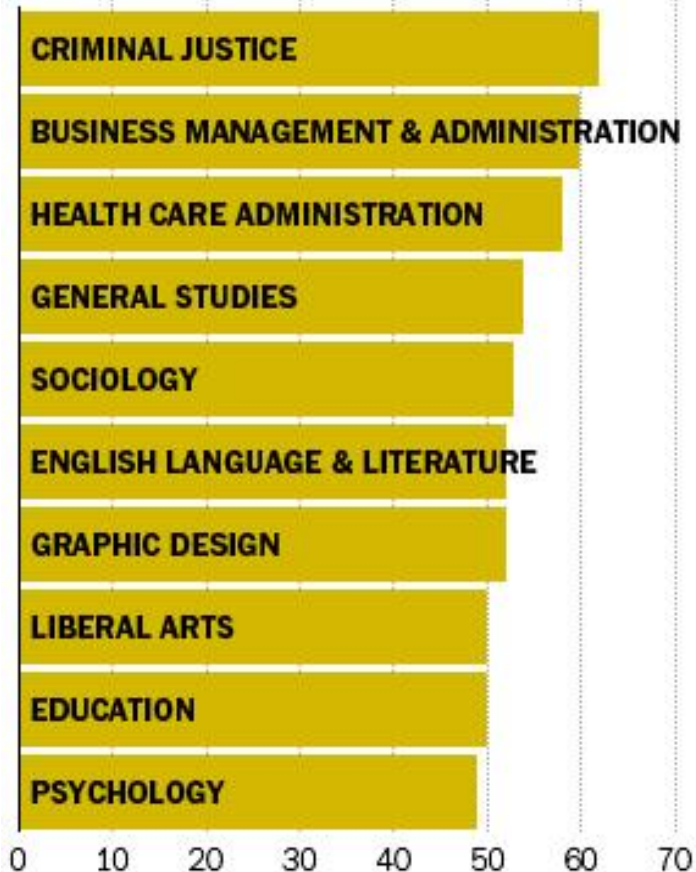 CRIMINAL JUSTICE
BUSINESS MANAGEMENT & ADMINISTRATION
HEALTH CARE ADMINISTRATION
GENERAL STUDIES
SOCIOLOGY
ENGLISH LANGUAGE & LITERATURE
GRAPHIC DESIGN
LIBERAL ARTS
EDUCATION
PSYCHOLOGY
0 10 20 30 40 50 60 70